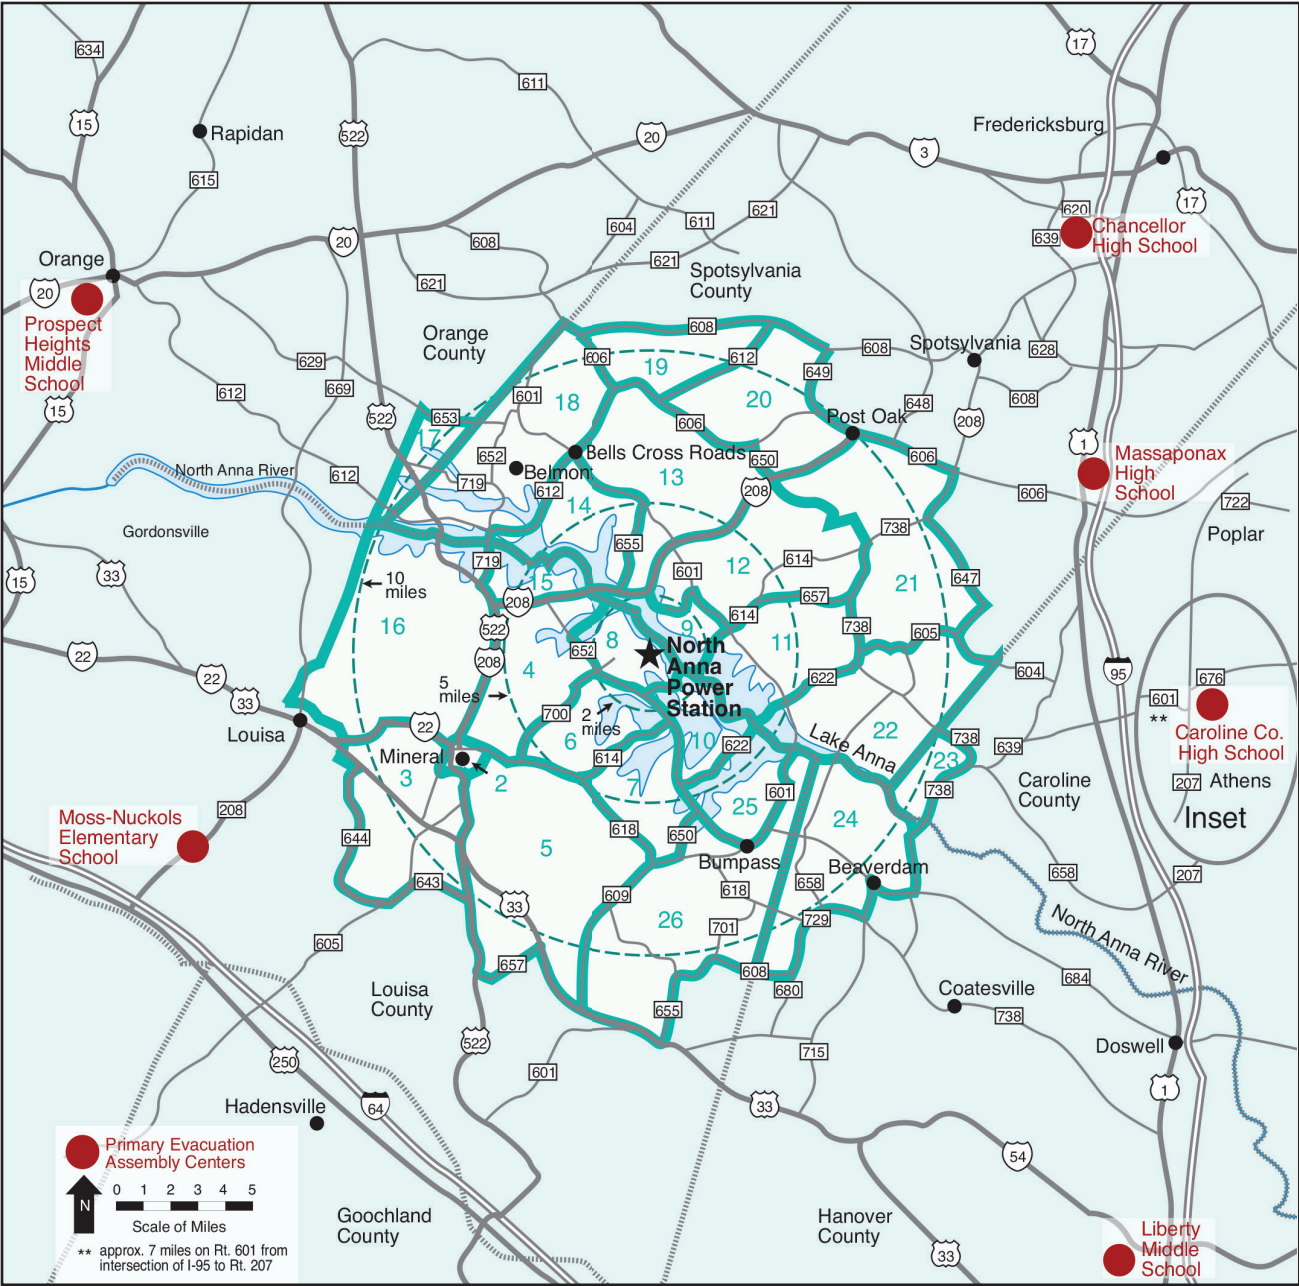 634
15
Rapidan
615
522
611
20
17
Fredericksburg
3
17
620
639
Chancellor
High School
Orange
20
Prospect
Heights
Middle
School
15
20
608
621
604
611
621
621
Spotsylvania
County
Orange
County
629
669
612
522
653
608
606
612
19
649
608
Spotsylvania
628
608
648
208
601
18
20
Post Oak
606
17
652
Belmont
719
612
Bells Cross Roads
606
650
13
208
606
1
Massaponax
High
School
722
Poplar
North Anna River
612
Gordonsville
14
655
738
33
15
10
miles
719
15
208
601
12
614
657
21
647
16
522
208
652
8
9
614
11
738
605
North
Anna
Power
Station
4
5
miles
2
miles
700
6
614
622
604
95
676
601
**
Caroline Co.
High School
207
Athens
Inset
22
22
33
Louisa
22
Mineral
3
2
10
622
Lake Anna
22
738
23
639
738
Caroline
County
7
25
601
24
208
Moss-Nuckols
Elementary
School
644
5
618
650
Bumpass
Beaverdam
658
618
658
207
643
33
609
26
701
729
North Anna River
605
657
608
680
684
Louisa
County
655
Coatesville
738
522
601
715
Doswell
1
250
64
Hadensville
33
54
Primary Evacuation
Assembly Centers
N
0 1 2 3 4 5
Scale of Miles
** approx. 7 miles on Rt. 601 from
intersection of I-95 to Rt. 207
Goochland
County
Hanover
County
33
Liberty
Middle
School